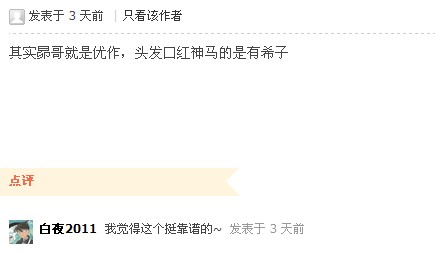 发表于 3 天前 | 只看该作者
其实昴哥就是优作，头发口红神马的是有希子
点评
白夜2011 我觉得这个挺靠谱的~ 发表于 3 天前